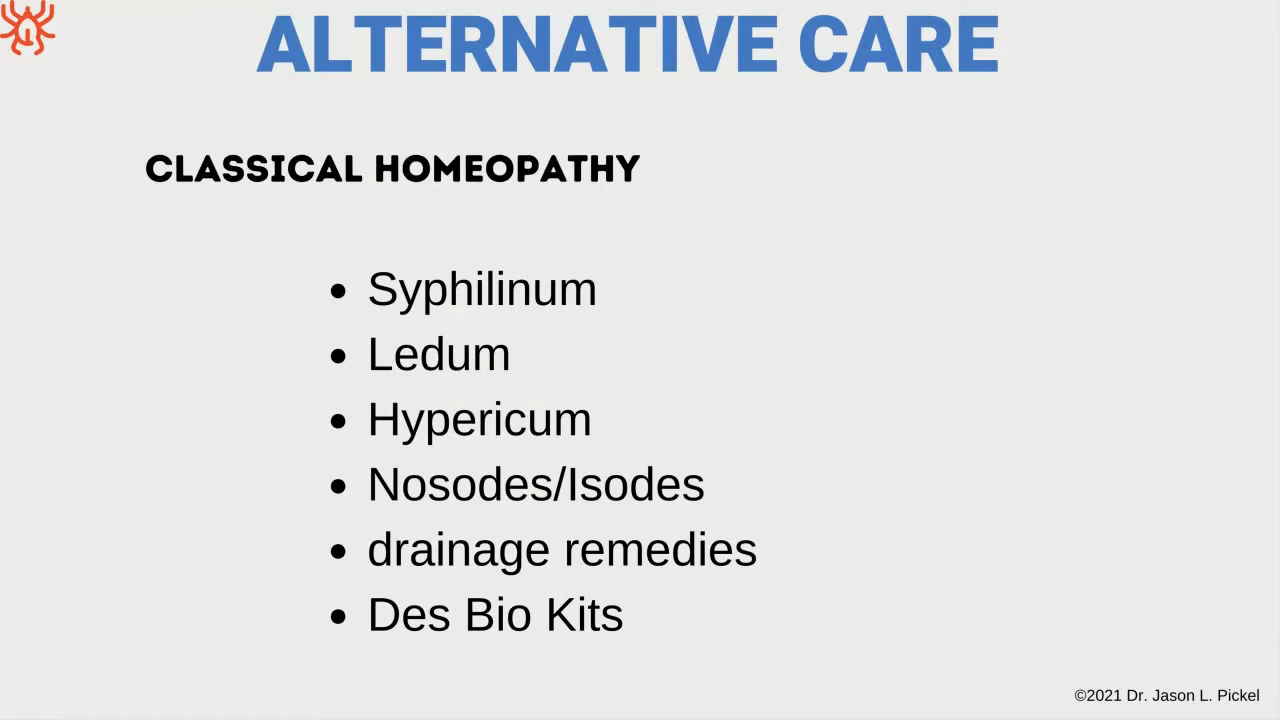 ALTERNATIVE CARE
CLASSICAL HOMEOPATHY
• Syphilinum
• Ledum
• Hypericum
• Nosodes/Isodes
• drainage remedies
• Des Bio Kits
©2021 Dr. Jason L. Pickel